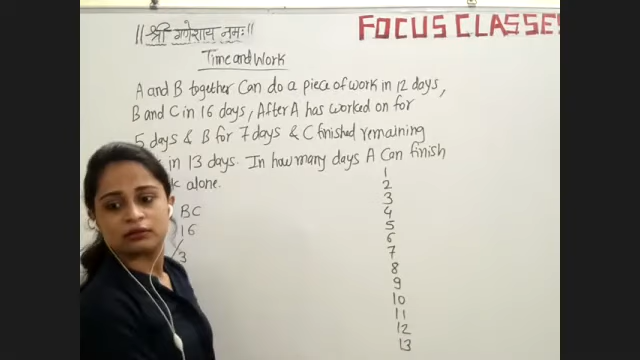 || श्री गणेशाय नमः ||
FOCUS CLASSES
Time and Work
A and B together Can do a piece of work in 12 days,
B and C in 16 days, After A has worked on for
5 days & B for 7 days & C finished remaining
in 13 days. In how many days A Can finish
alone.
BC
16
3
1
2
3
4
5
6
7
8
9
10
11
12
13